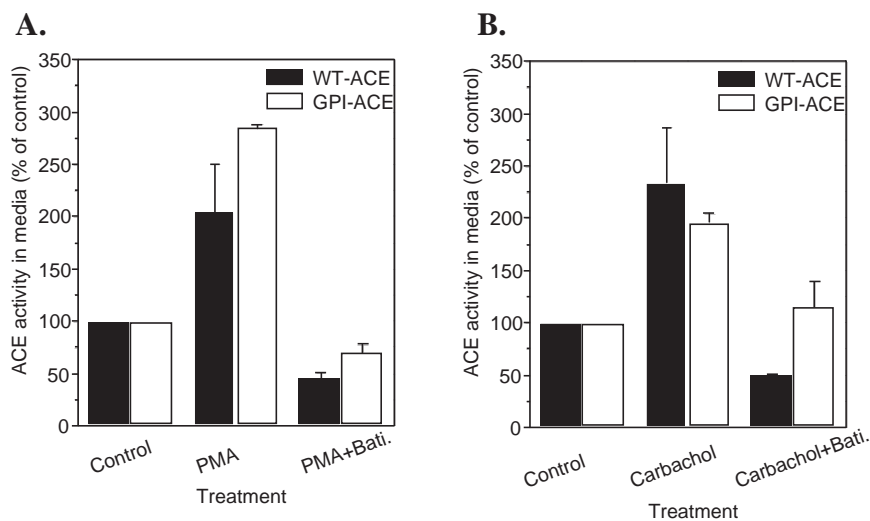 A.
ACE activity in media (% of control)
350
300
250
200
150
100
50
0
WT-ACE
GPI-ACE
Control
PMA
PMA+Bati.
Treatment
B.
ACE activity in media (% of control)
350
300
250
200
150
100
50
0
WT-ACE
GPI-ACE
Control
Carbachol
Carbachol+Bati.
Treatment